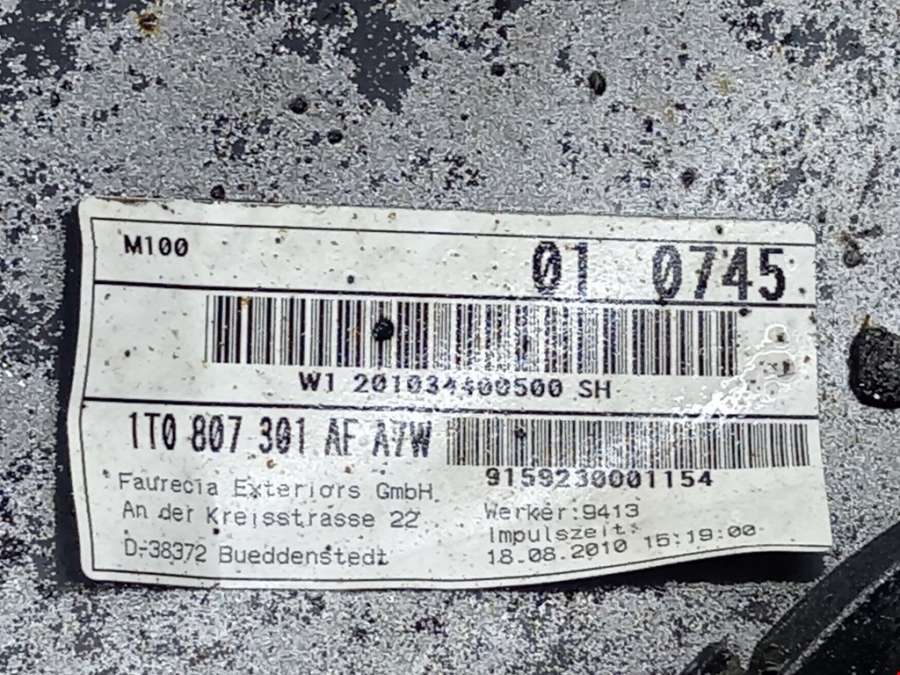 M100 01 0745
W1 201034400500 SH
1T0 807 301 AF A7W
9159230001154
Faurecia Exteriors GmbH
An der Kreisstrasse 22
D-38372 Bueddenstedt
Werker:9413
Impulszeit:
18.08.2010 15:19:00